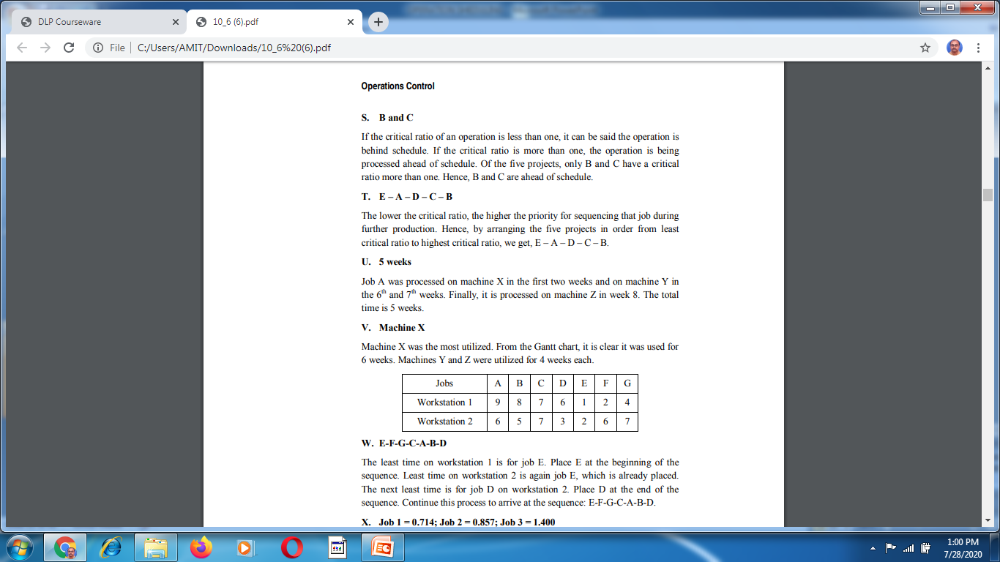 DLP Courseware
10_6 (6).pdf
File
C:/Users/AMIT/Downloads/10_6%20(6).pdf
Operations Control
S. B and C
If the critical ratio of an operation is less than one, it can be said the operation is
behind schedule. If the critical ratio is more than one, the operation is being
processed ahead of schedule. Of the five projects, only B and C have a critical
ratio more than one. Hence, B and C are ahead of schedule.
T. E – A – D – C – B
The lower the critical ratio, the higher the priority for sequencing that job during
further production. Hence, by arranging the five projects in order from least
critical ratio to highest critical ratio, we get, E – A – D – C – B.
U. 5 weeks
Job A was processed on machine X in the first two weeks and on machine Y in
the 6th and 7th weeks. Finally, it is processed on machine Z in week 8. The total
time is 5 weeks.
V. Machine X
Machine X was the most utilized. From the Gantt chart, it is clear it was used for
6 weeks. Machines Y and Z were utilized for 4 weeks each.
Jobs A B C D E F G
Workstation 1 9 8 7 6 1 2 4
Workstation 2 6 5 7 3 2 6 7
W. E-F-G-C-A-B-D
The least time on workstation 1 is for job E. Place E at the beginning of the
sequence. Least time on workstation 2 is again job E, which is already placed.
The next least time is for job D on workstation 2. Place D at the end of the
sequence. Continue this process to arrive at the sequence: E-F-G-C-A-B-D.
X. Job 1 = 0.714; Job 2 = 0.857; Job 3 = 1.400
1:00 PM
7/28/2020